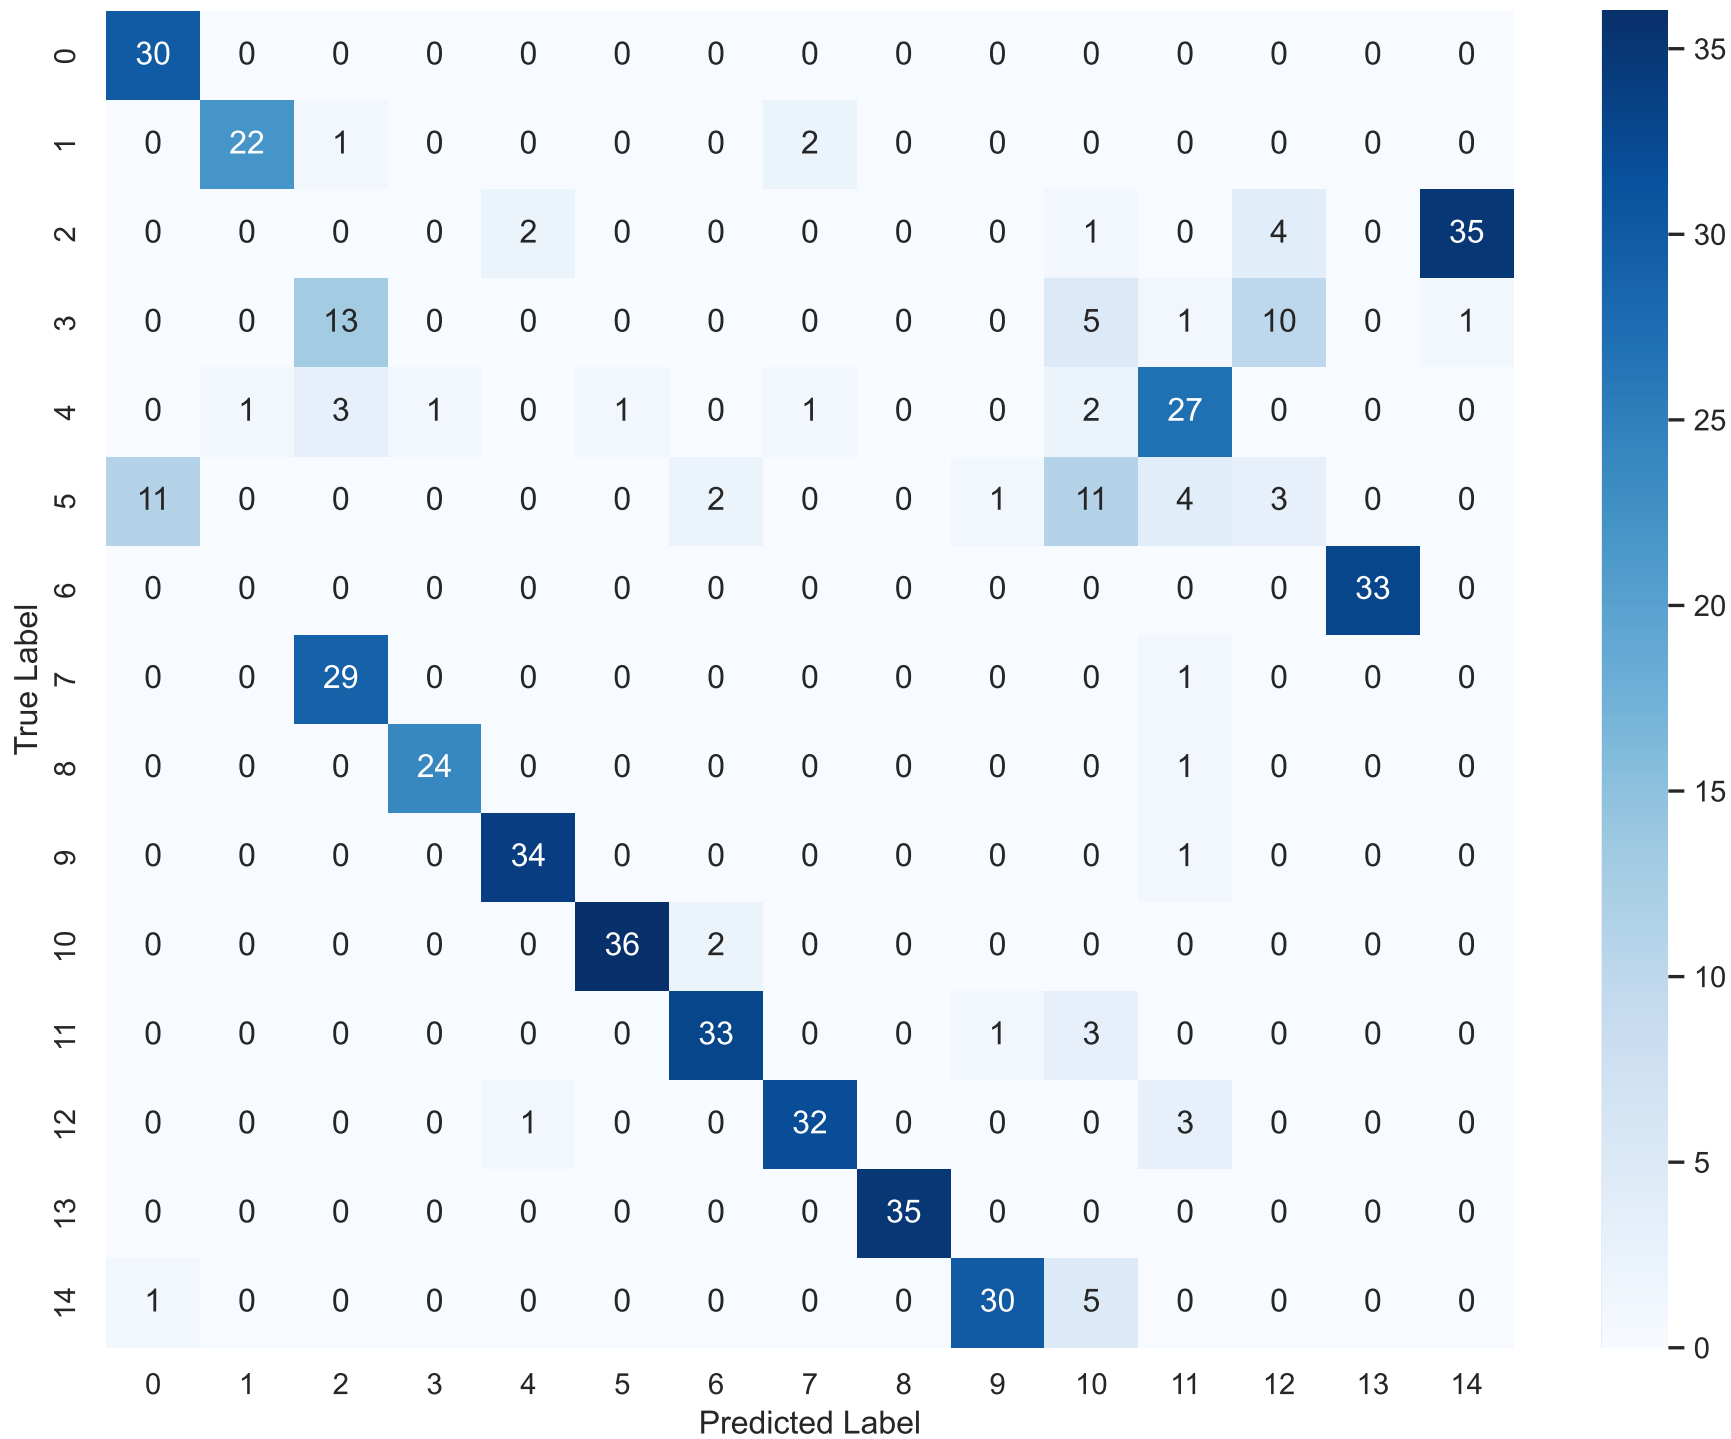 0 30 0 0 0 0 0 0 0 0 0 0 0 0 0 0
1 0 22 1 0 0 0 0 2 0 0 0 0 0 0 0
2 0 0 0 0 2 0 0 0 0 0 1 0 4 0 35
3 0 0 13 0 0 0 0 0 0 0 5 1 10 0 1
4 0 1 3 1 0 1 0 1 0 0 2 27 0 0 0
5 11 0 0 0 0 0 2 0 0 1 11 4 3 0 0
6 0 0 0 0 0 0 0 0 0 0 0 0 0 33 0
7 0 0 29 0 0 0 0 0 0 0 0 1 0 0 0
8 0 0 0 24 0 0 0 0 0 0 0 1 0 0 0
9 0 0 0 0 34 0 0 0 0 0 0 1 0 0 0
10 0 0 0 0 0 36 2 0 0 0 0 0 0 0 0
11 0 0 0 0 0 0 33 0 0 1 3 0 0 0 0
12 0 0 0 0 1 0 0 32 0 0 0 3 0 0 0
13 0 0 0 0 0 0 0 0 35 0 0 0 0 0 0
14 1 0 0 0 0 0 0 0 0 30 5 0 0 0 0
0 1 2 3 4 5 6 7 8 9 10 11 12 13 14
Predicted Label
True Label
35
30
25
20
15
10
5
0